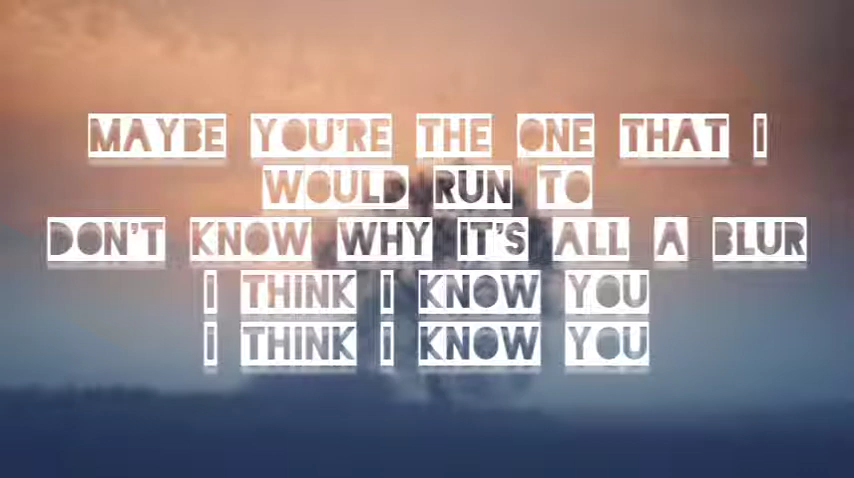 MAYBE YOU'RE THE ONE THAT I
WOULD RUN TO
DON'T KNOW WHY IT'S ALL A BLUR
I THINK I KNOW YOU
I THINK I KNOW YOU